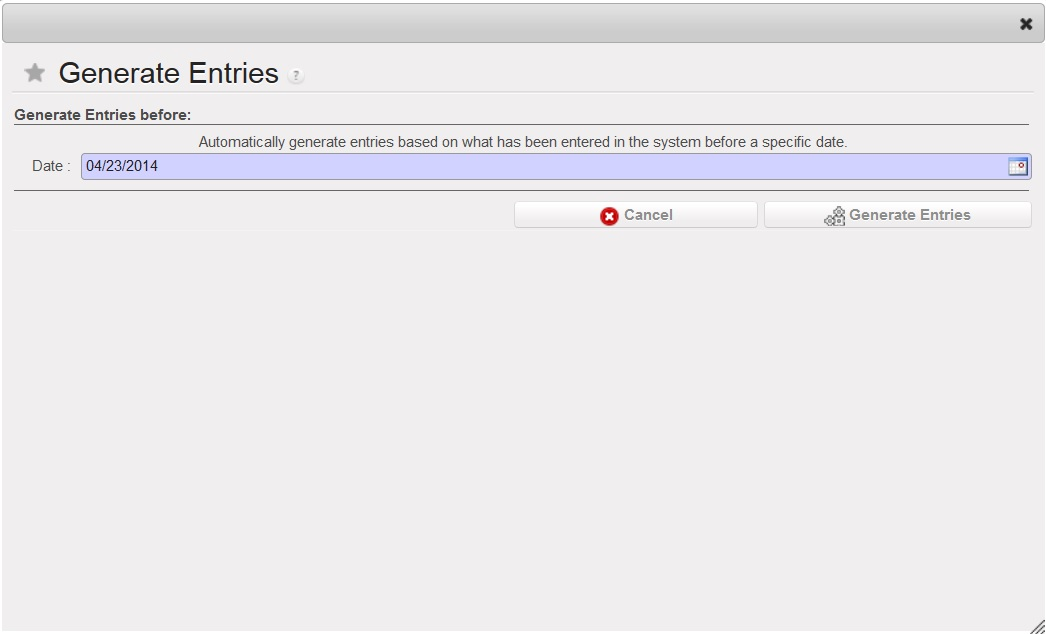 Generate Entries ?
Generate Entries before:
Automatically generate entries based on what has been entered in the system before a specific date.
Date : 04/23/2014
Cancel Generate Entries